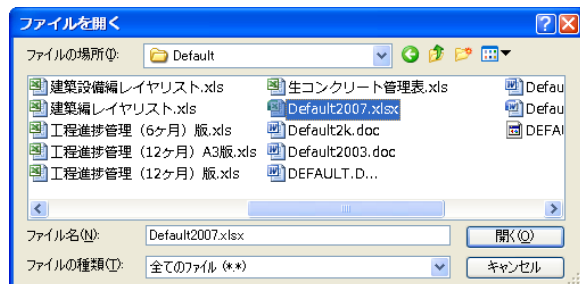 ファイルを開く
ファイルの場所(I):
Default
建築設備編レイヤリスト.xls
建築編レイヤリスト.xls
工程進捗管理（6ヶ月）版.xls
工程進捗管理（12ヶ月）A3版.xls
工程進捗管理（12ヶ月）版.xls
生コンクリート管理表.xls
Default2007.xlsx
Default2k.doc
Default2003.doc
DEFAULT.D...
Defau
Defau
DEFAI
ファイル名(N):
Default2007.xlsx
開く(O)
ファイルの種類(T):
全てのファイル (*.*)
キャンセル